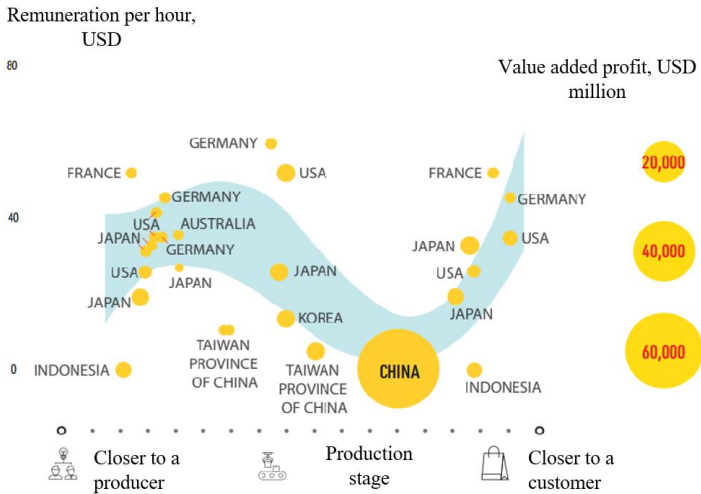 Remuneration per hour,
USD
80
Value added profit, USD
million
GERMANY
20,000
FRANCE
USA
FRANCE
GERMANY
GERMANY
40
USA
AUSTRALIA
JAPAN
GERMANY
JAPAN
USA
40,000
USA
JAPAN
JAPAN
USA
JAPAN
KOREA
JAPAN
TAIWAN
PROVINCE
OF CHINA
60,000
0
INDONESIA
TAIWAN
PROVINCE
OF CHINA
CHINA
INDONESIA
Closer to a
producer
Production
stage
Closer to a
customer